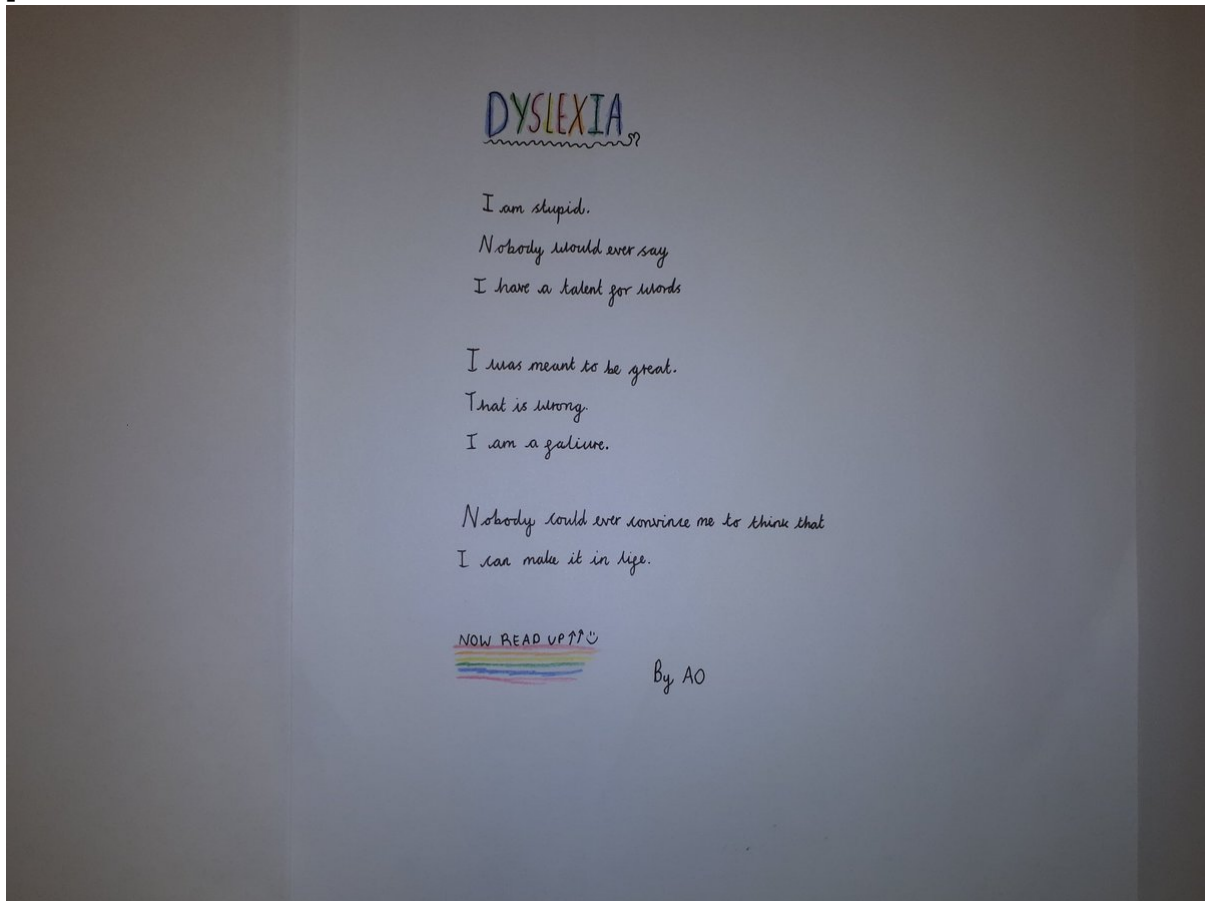 DYSLEXIA
I am stupid.
Nobody would ever say
I have a talent for words
I was meant to be great.
That is wrong.
I am a faliure.
Nobody could ever convince me to think that
I can make it in life.
NOW READ UP ↑↑☺
By AO